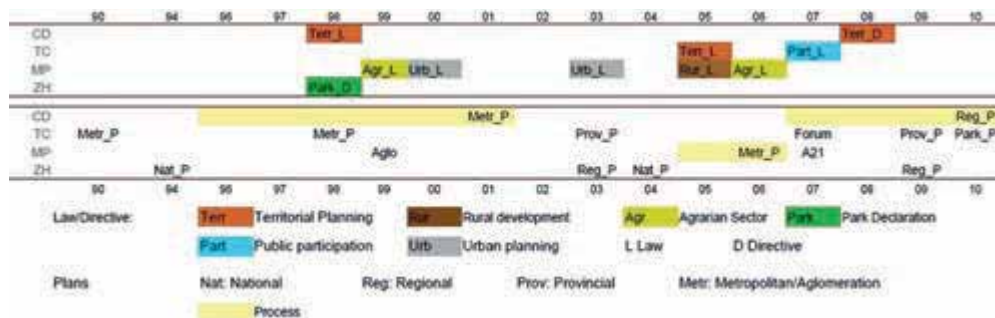 90 94 96 98 99 00 01 02 03 04 05 06 07 08 09 10
CD Terr_L Terr_D
TC Terr_L Part_L
MP Agr_L Urb_L Urb_L Rur_L Agr_L
ZH Park_D
CD Metr_P Reg_P
TC Metr_P Metr_P Prov_P Forum Prov_P Park_P
MP Aglo Metr_P A21
ZH Nat_P Reg_P Nat_P Reg_P
90 94 96 98 99 00 01 02 03 04 05 06 07 08 09 10
Law/Directive: Terr Territorial Planning Rur Rural development Agr Agrarian Sector Park Park Declaration
Part Public participation Urb Urban planning L Law D Directive
Plans Nat: National Reg: Regional Prov: Provincial Metr: Metropolitan/Aglomeration
Process